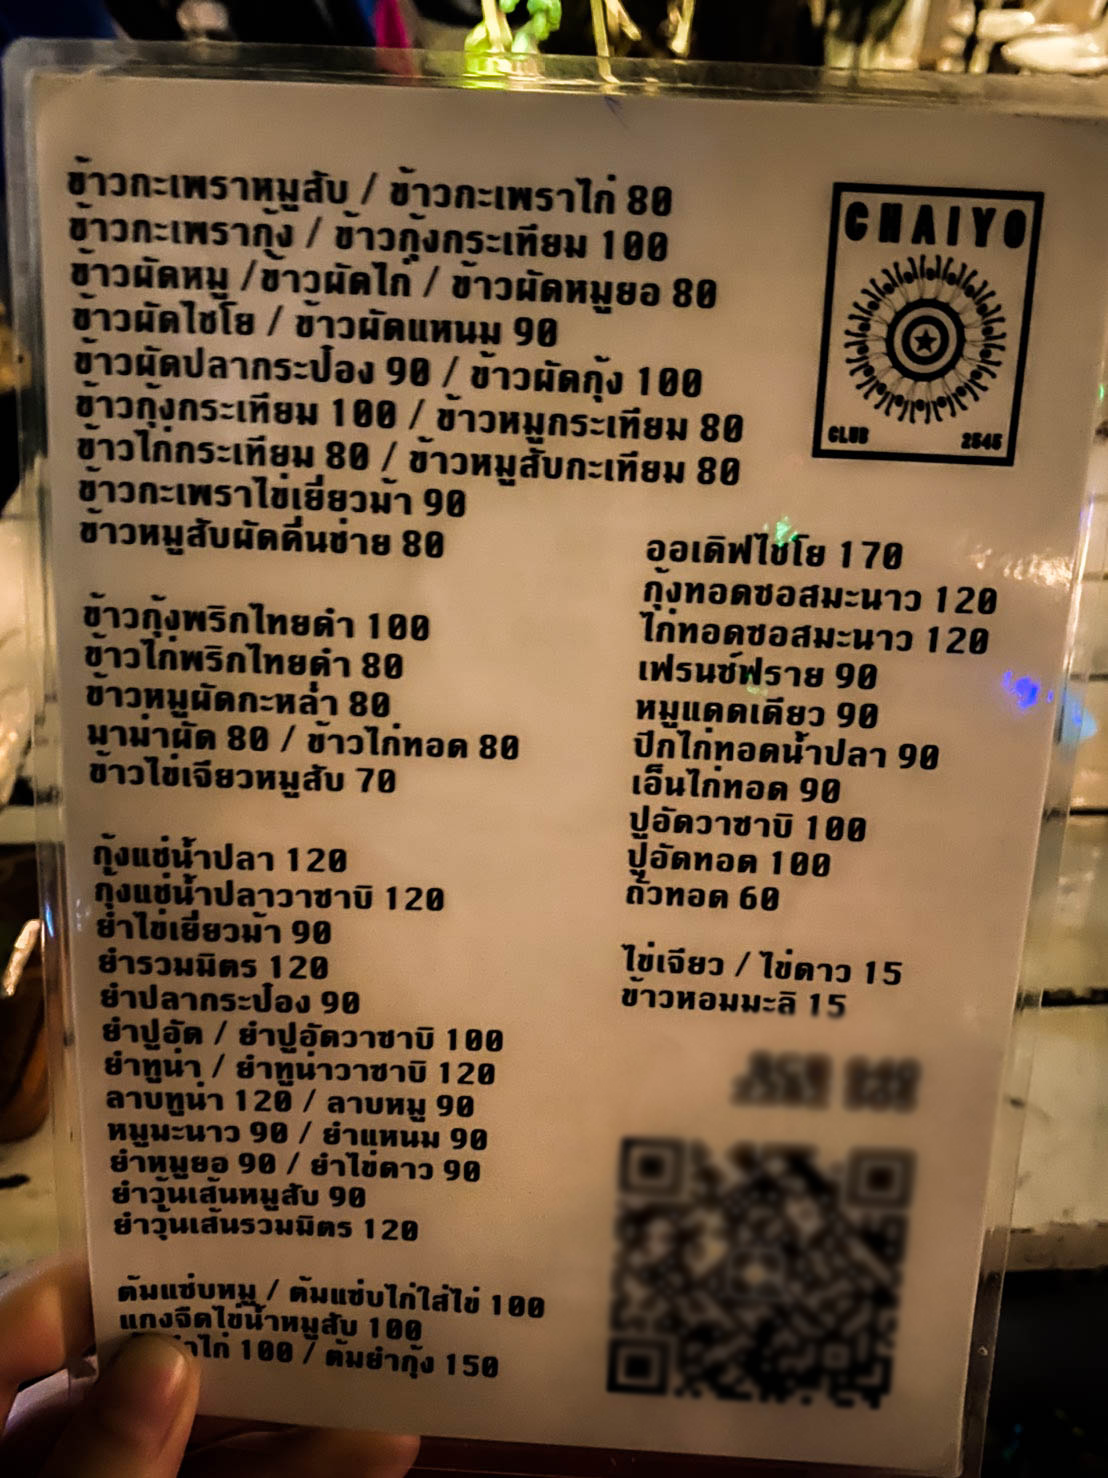 ข้าวกะเพราหมูสับ / ข้าวกะเพราไก่ 80
ข้าวกะเพรากุ้ง / ข้าวกุ้งกระเทียม 100
ข้าวผัดหมู /ข้าวผัดไก่ / ข้าวผัดหมูยอ 80
ข้าวผัดไชโย / ข้าวผัดแหนม 90
ข้าวผัดปลากระป๋อง 90 / ข้าวผัดกุ้ง 100
ข้าวกุ้งกระเทียม 100 / ข้าวหมูกระเทียม 80
ข้าวไก่กระเทียม 80 / ข้าวหมูสับกะเทียม 80
ข้าวกะเพราไข่เยี่ยวม้า 90
ข้าวหมูสับผัดคื่นช่าย 80
ข้าวกุ้งพริกไทยดำ 100
ข้าวไก่พริกไทยดำ 80
ข้าวหมูผัดกะหล่ำ 80
มาม่าผัด 80 / ข้าวไก่ทอด 80
ข้าวไข่เจียวหมูสับ 70
กุ้งแช่น้ำปลา 120
กุ้งแช่น้ำปลาวาซาบิ 120
ยำไข่เยี่ยวม้า 90
ยำรวมมิตร 120
ยำปลากระป๋อง 90
ยำปูอัด / ยำปูอัดวาซาบิ 100
ยำทูน่า / ยำทูน่าวาซาบิ 120
ลาบทูน่า 120 / ลาบหมู 90
หมูมะนาว 90 / ยำแหนม 90
ยำหมูยอ 90 / ยำไข่ดาว 90
ยำวุ้นเส้นหมูสับ 90
ยำวุ้นเส้นรวมมิตร 120
ต้มแซ่บหมู / ต้มแซ่บไก่ใส่ไข่ 100
แกงจืดไข่น้ำหมูสับ 100
ไก่ 100 / ต้มยำกุ้ง 150
CHAIYO
CLUB 2545
ออเดิฟไชโย 170
กุ้งทอดซอสมะนาว 120
ไก่ทอดซอสมะนาว 120
เฟรนซ์ฟราย 90
หมูแดดเดียว 90
ปีกไก่ทอดน้ำปลา 90
เอ็นไก่ทอด 90
ปูอัดวาซาบิ 100
ปูอัดทอด 100
ถั่วทอด 60
ไข่เจียว / ไข่ดาว 15
ข้าวหอมมะลิ 15